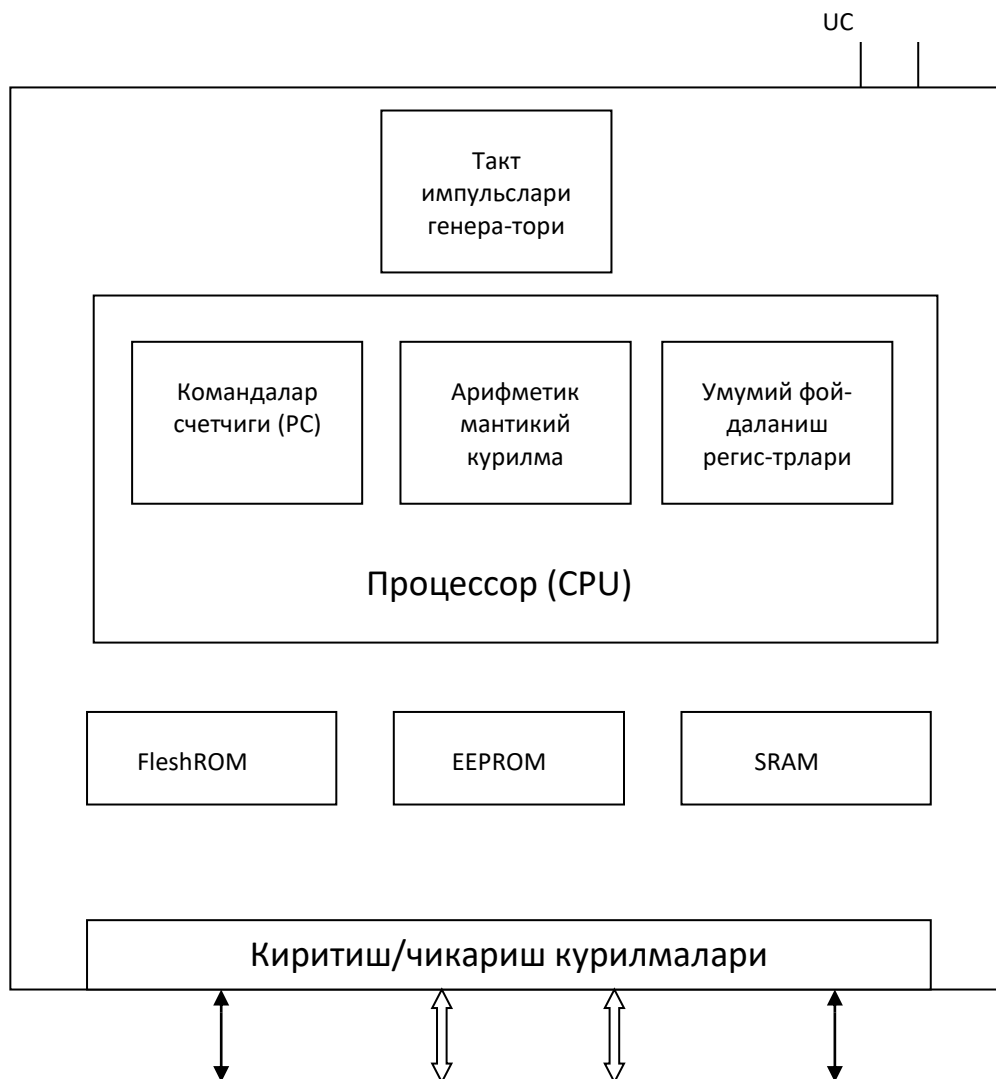 UC
Такт
импульслари
генера-тори
Командалар
счетчиги (PC)
Арифметик
мантикий
курилма
Умумий фой-
даланиш
регис-трлари
Процессор (CPU)
FleshROM
EEPROM
SRAM
Киритиш/чикариш курилмалари